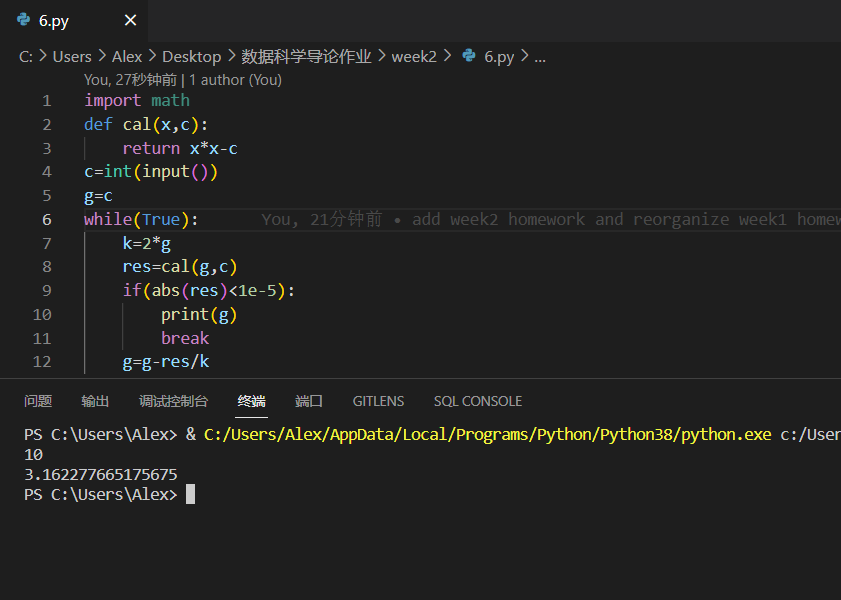 6.py
C: > Users > Alex > Desktop > 数据科学导论作业 > week2 > 6.py > ...
You, 27秒钟前 | 1 author (You)
1 import math
2 def cal(x,c):
3 return x*x-c
4 c=int(input())
5 g=c
6 while(True): You, 21分钟前 • add week2 homework and reorganize week1 homew
7 k=2*g
8 res=cal(g,c)
9 if(abs(res)<1e-5):
10 print(g)
11 break
12 g=g-res/k
问题 输出 调试控制台 终端 端口 GITLENS SQL CONSOLE
PS C:\Users\Alex> & C:/Users/Alex/AppData/Local/Programs/Python/Python38/python.exe c:/User
10
3.162277665175675
PS C:\Users\Alex>